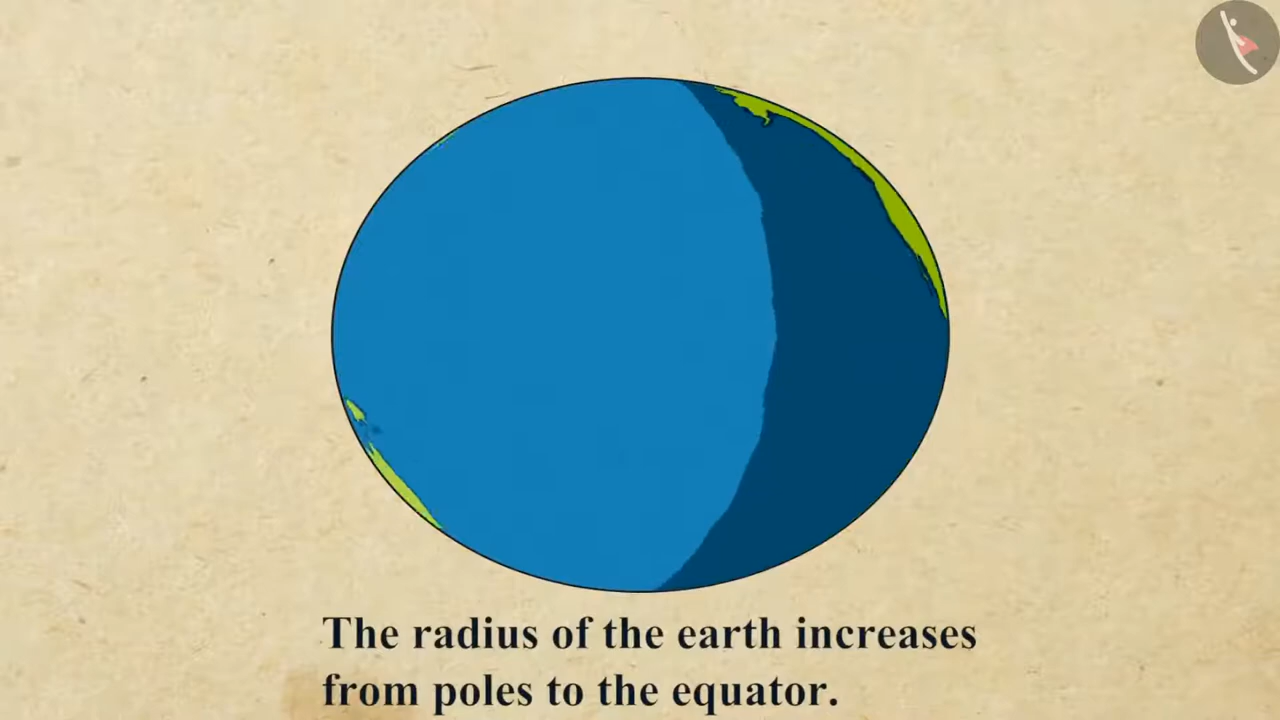 The radius of the earth increases
from poles to the equator.